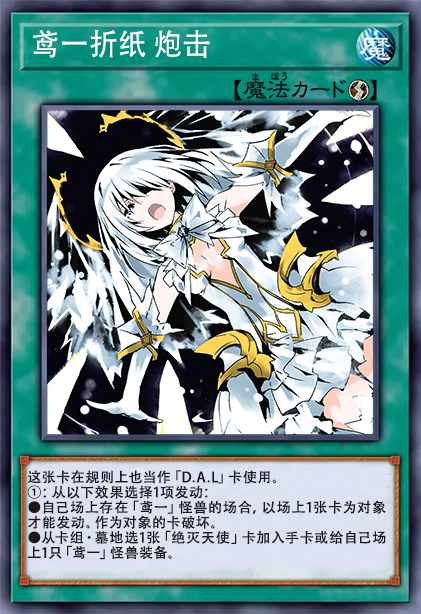 鸢一折纸 炮击
魔
【魔法カード】
まほう
这张卡在规则上也当作「D.A.L」卡使用。
①：从以下效果选择1项发动：
●自己场上存在「鸢一」怪兽的场合，以场上1张卡为对象
才能发动。作为对象的卡破坏。
●从卡组·墓地选1张「绝灭天使」卡加入手卡或给自己场
上1只「鸢一」怪兽装备。